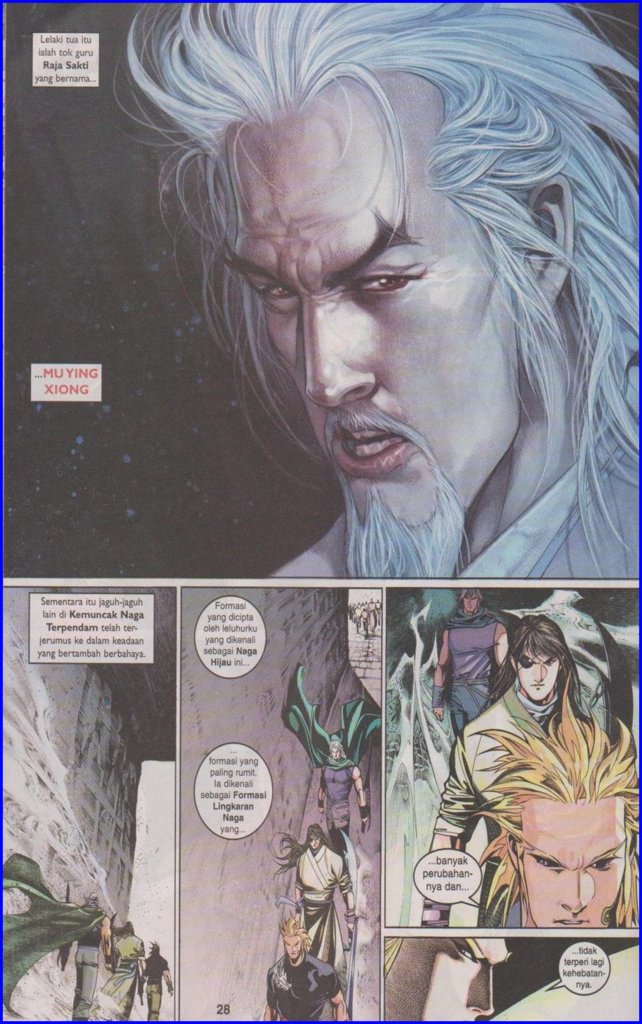 Lelaki tua itu
ialah tok guru
Raja Sakti
yang bernama...
...MU YING
XIONG
Sementara itu jaguh-jaguh
lain di Kemuncak Naga
Terpendam telah ter-
jerumus ke dalam keadaan
yang bertambah berbahaya.
Formasi
yang dicipta
oleh leluhurku
yang dikenali
sebagai Naga
Hijau ini...
...
formasi yang
paling rumit.
Ia dikenali
sebagai Formasi
Lingkaran
Naga
yang...
...banyak
perubahan-
nya dan...
...tidak
terperi lagi
kehebatan-
nya.
28